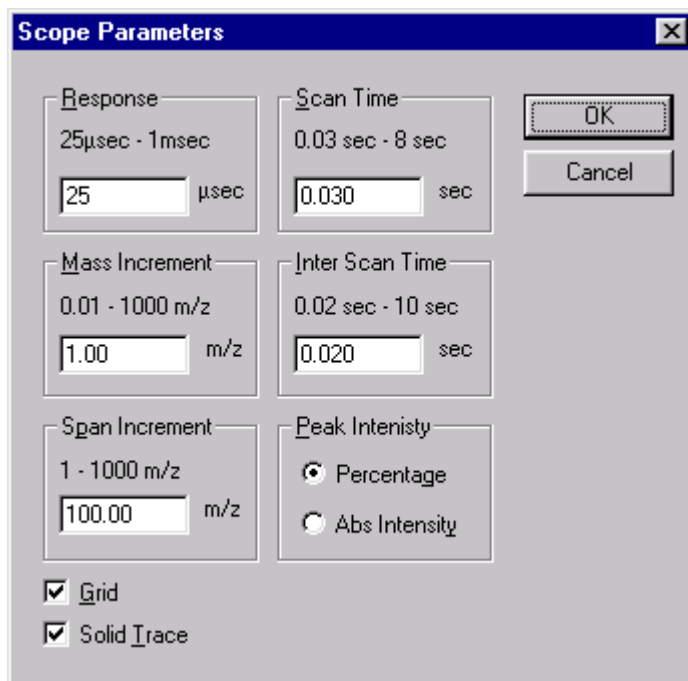 Scope Parameters
Response
25µsec - 1msec
25 µsec
Scan Time
0.03 sec - 8 sec
0.030 sec
OK
Cancel
Mass Increment
0.01 - 1000 m/z
1.00 m/z
Inter Scan Time
0.02 sec - 10 sec
0.020 sec
Span Increment
1 - 1000 m/z
100.00 m/z
Peak Intenisty
Percentage
Abs Intensity
Grid
Solid Trace